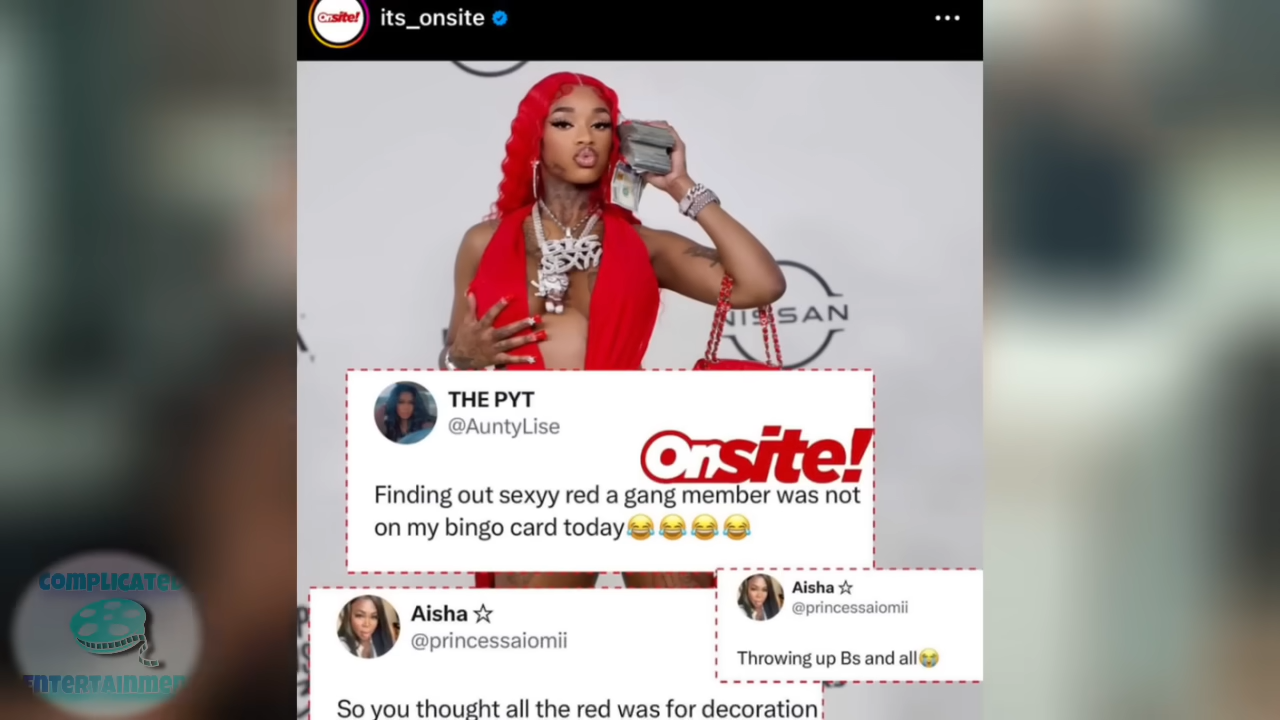 Onsite!
its_onsite
BIG
SEXYY
NISSAN
THE PYT
@AuntyLise
Onsite!
Finding out sexyy red a gang member was not
on my bingo card today😂😂😂😂
Aisha ☆
@princessaiomii
Throwing up Bs and all😭
Aisha ☆
@princessaiomii
So you thought all the red was for decoration
COMPLICATED
ENTERTAINMEN